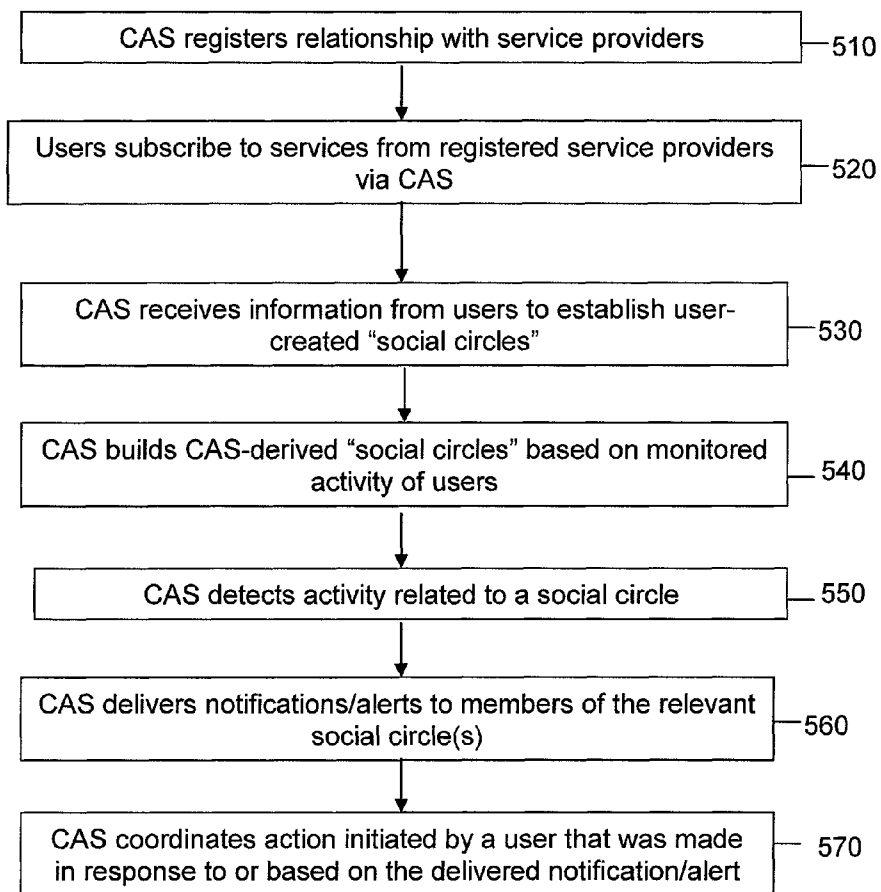 CAS registers relationship with service providers
510
Users subscribe to services from registered service providers
via CAS
520
CAS receives information from users to establish user-
created “social circles”
530
CAS builds CAS-derived “social circles” based on monitored
activity of users
540
CAS detects activity related to a social circle
550
CAS delivers notifications/alerts to members of the relevant
social circle(s)
560
CAS coordinates action initiated by a user that was made
in response to or based on the delivered notification/alert
570